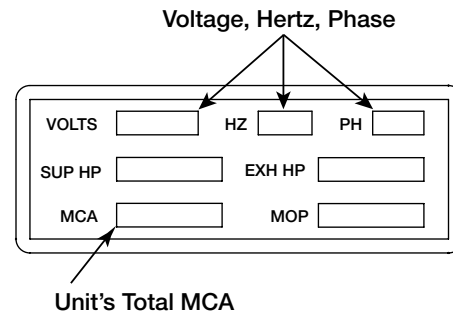 Voltage, Hertz, Phase
VOLTS HZ PH
SUP HP EXH HP
MCA MOP
Unit's Total MCA